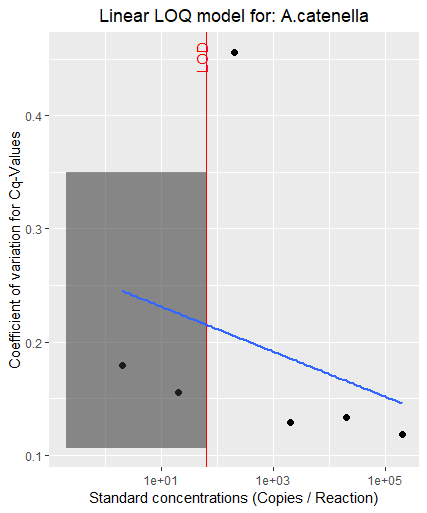 Linear LOQ model for: A.catenella
LOD
Coefficient of variation for Cq-Values
0.4
0.3
0.2
0.1
1e+01
1e+03
1e+05
Standard concentrations (Copies / Reaction)